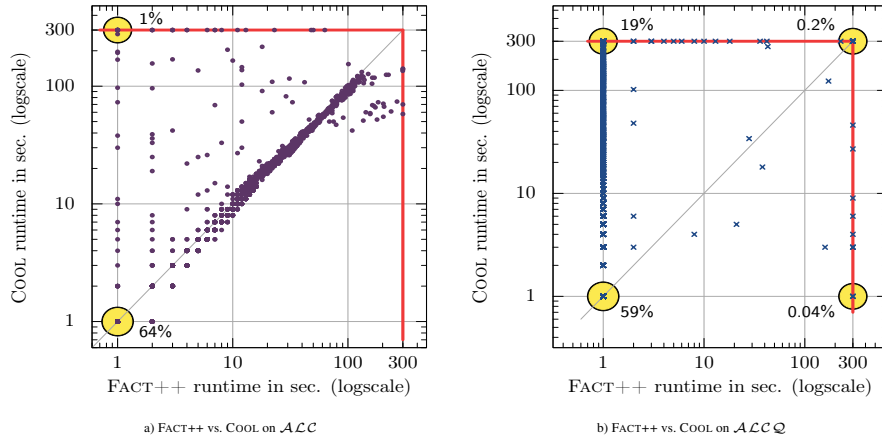 1%
300
100
10
1
COOL runtime in sec. (logscale)
64%
1 10 100 300
FACT++ runtime in sec. (logscale)
a) FACT++ vs. COOL on 𝒜ℒ𝒞
19% 0.2%
300
100
10
1
COOL runtime in sec. (logscale)
59% 0.04%
1 10 100 300
FACT++ runtime in sec. (logscale)
b) FACT++ vs. COOL on 𝒜ℒ𝒞𝒬